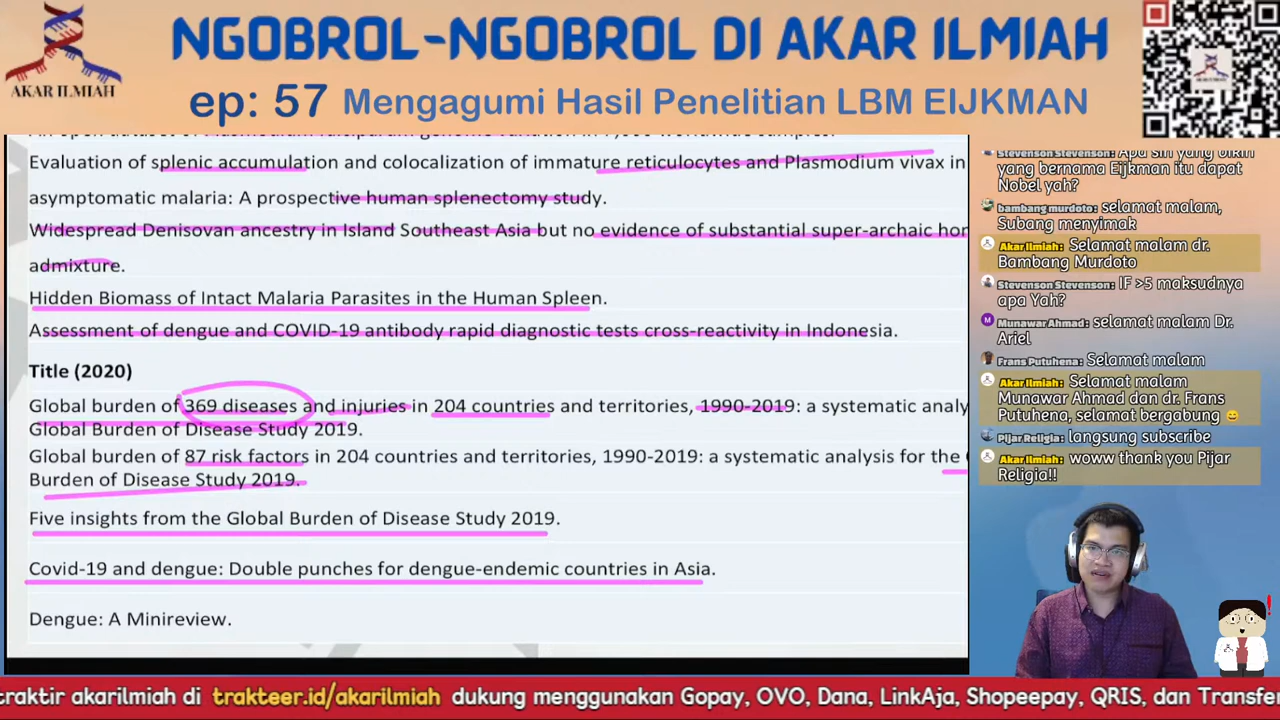 NGOBROL-NGOBROL DI AKAR ILMIAH
AKAR ILMIAH
ep: 57 Mengagumi Hasil Penelitian LBM EIJKMAN
Evaluation of splenic accumulation and colocalization of immature reticulocytes and Plasmodium vivax in
asymptomatic malaria: A prospective human splenectomy study.
Widespread Denisovan ancestry in Island Southeast Asia but no evidence of substantial super-archaic hom
admixture.
Hidden Biomass of Intact Malaria Parasites in the Human Spleen.
Assessment of dengue and COVID-19 antibody rapid diagnostic tests cross-reactivity in Indonesia.
Title (2020)
Global burden of 369 diseases and injuries in 204 countries and territories, 1990-2019: a systematic analy
Global Burden of Disease Study 2019.
Global burden of 87 risk factors in 204 countries and territories, 1990-2019: a systematic analysis for the
Burden of Disease Study 2019.
Five insights from the Global Burden of Disease Study 2019.
Covid-19 and dengue: Double punches for dengue-endemic countries in Asia.
Dengue: A Minireview.
Stevenson Stevenson: Apa sih yang bikin
yang bernama Eijkman itu dapat
Nobel yah?
bambang murdoto: selamat malam,
Subang menyimak
Akar Ilmiah: Selamat malam dr.
Bambang Murdoto
Stevenson Stevenson: IF >5 maksudnya
apa Yah?
Munawar Ahmad: selamat malam Dr.
Ariel
Frans Putuhena: Selamat malam
Akar Ilmiah: Selamat malam
Munawar Ahmad dan dr. Frans
Putuhena, selamat bergabung
Pijar Religia: langsung subscribe
Akar Ilmiah: woww thank you Pijar
Religia!!
traktir akarilmiah di trakteer.id/akarilmiah dukung menggunakan Gopay, OVO, Dana, LinkAja, Shopeepay, QRIS, dan Transfer